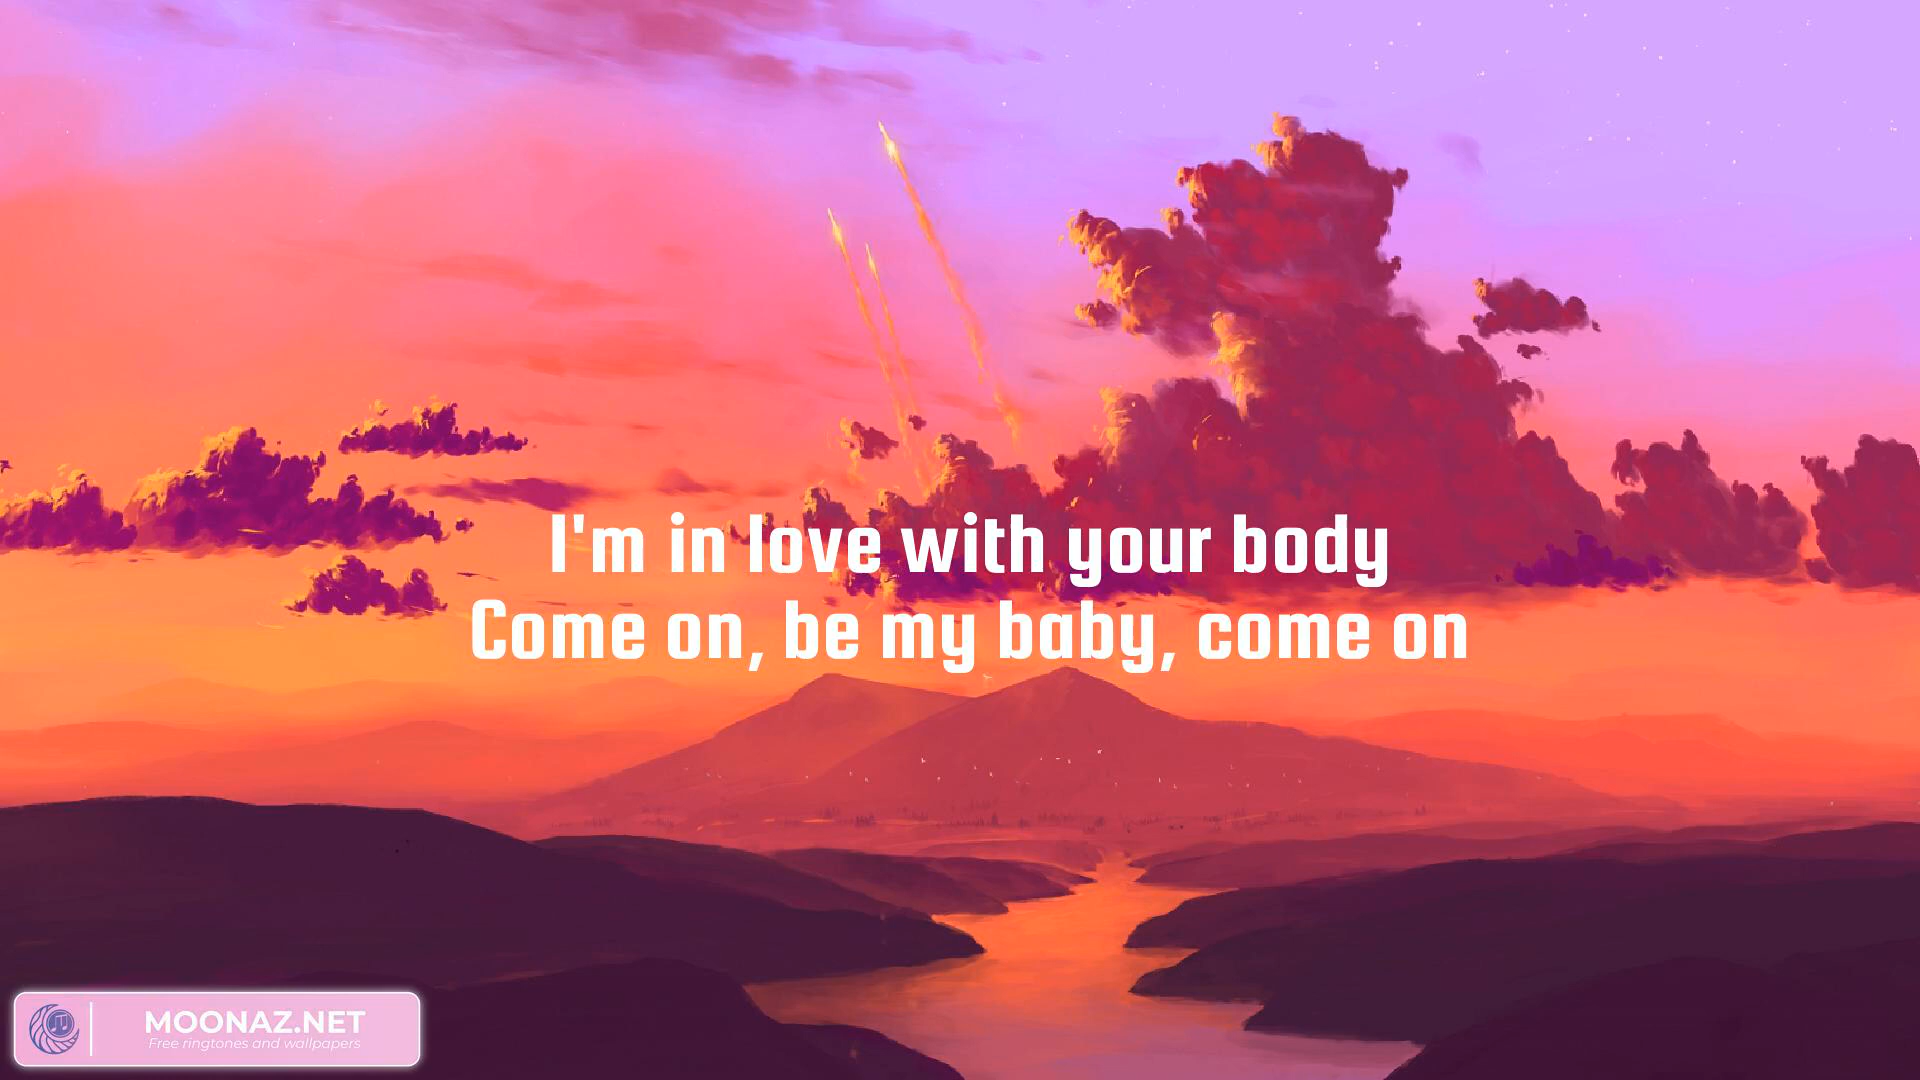 I'm in love with your body
Come on, be my baby, come on
MOONAZ.NET
Free ringtones and wallpapers